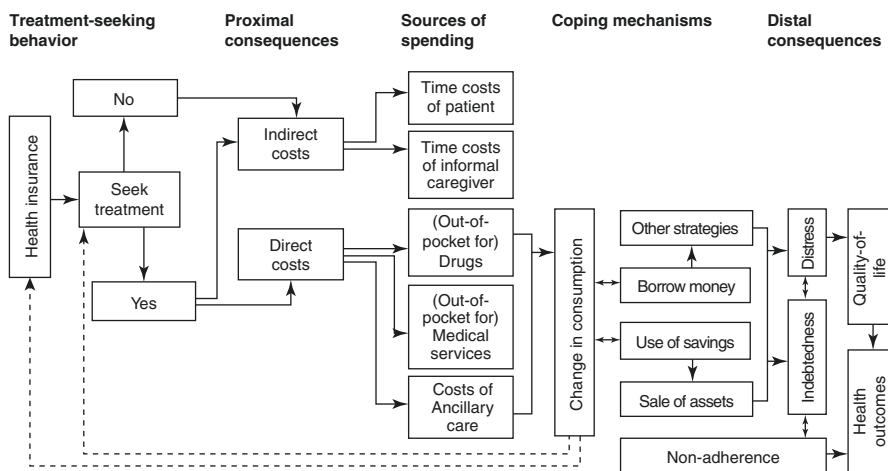 Treatment-seeking
behavior
Proximal
consequences
Sources of
spending
Coping mechanisms
Distal
consequences
Health insurance
No
Seek
treatment
Yes
Indirect
costs
Direct
costs
Time costs
of patient
Time costs
of informal
caregiver
(Out-of-
pocket for)
Drugs
(Out-of-
pocket for)
Medical
services
Costs of
Ancillary
care
Change in consumption
Other strategies
Borrow money
Use of savings
Sale of assets
Non-adherence
Distress
Indebtedness
Quality-of-
life
Health
outcomes